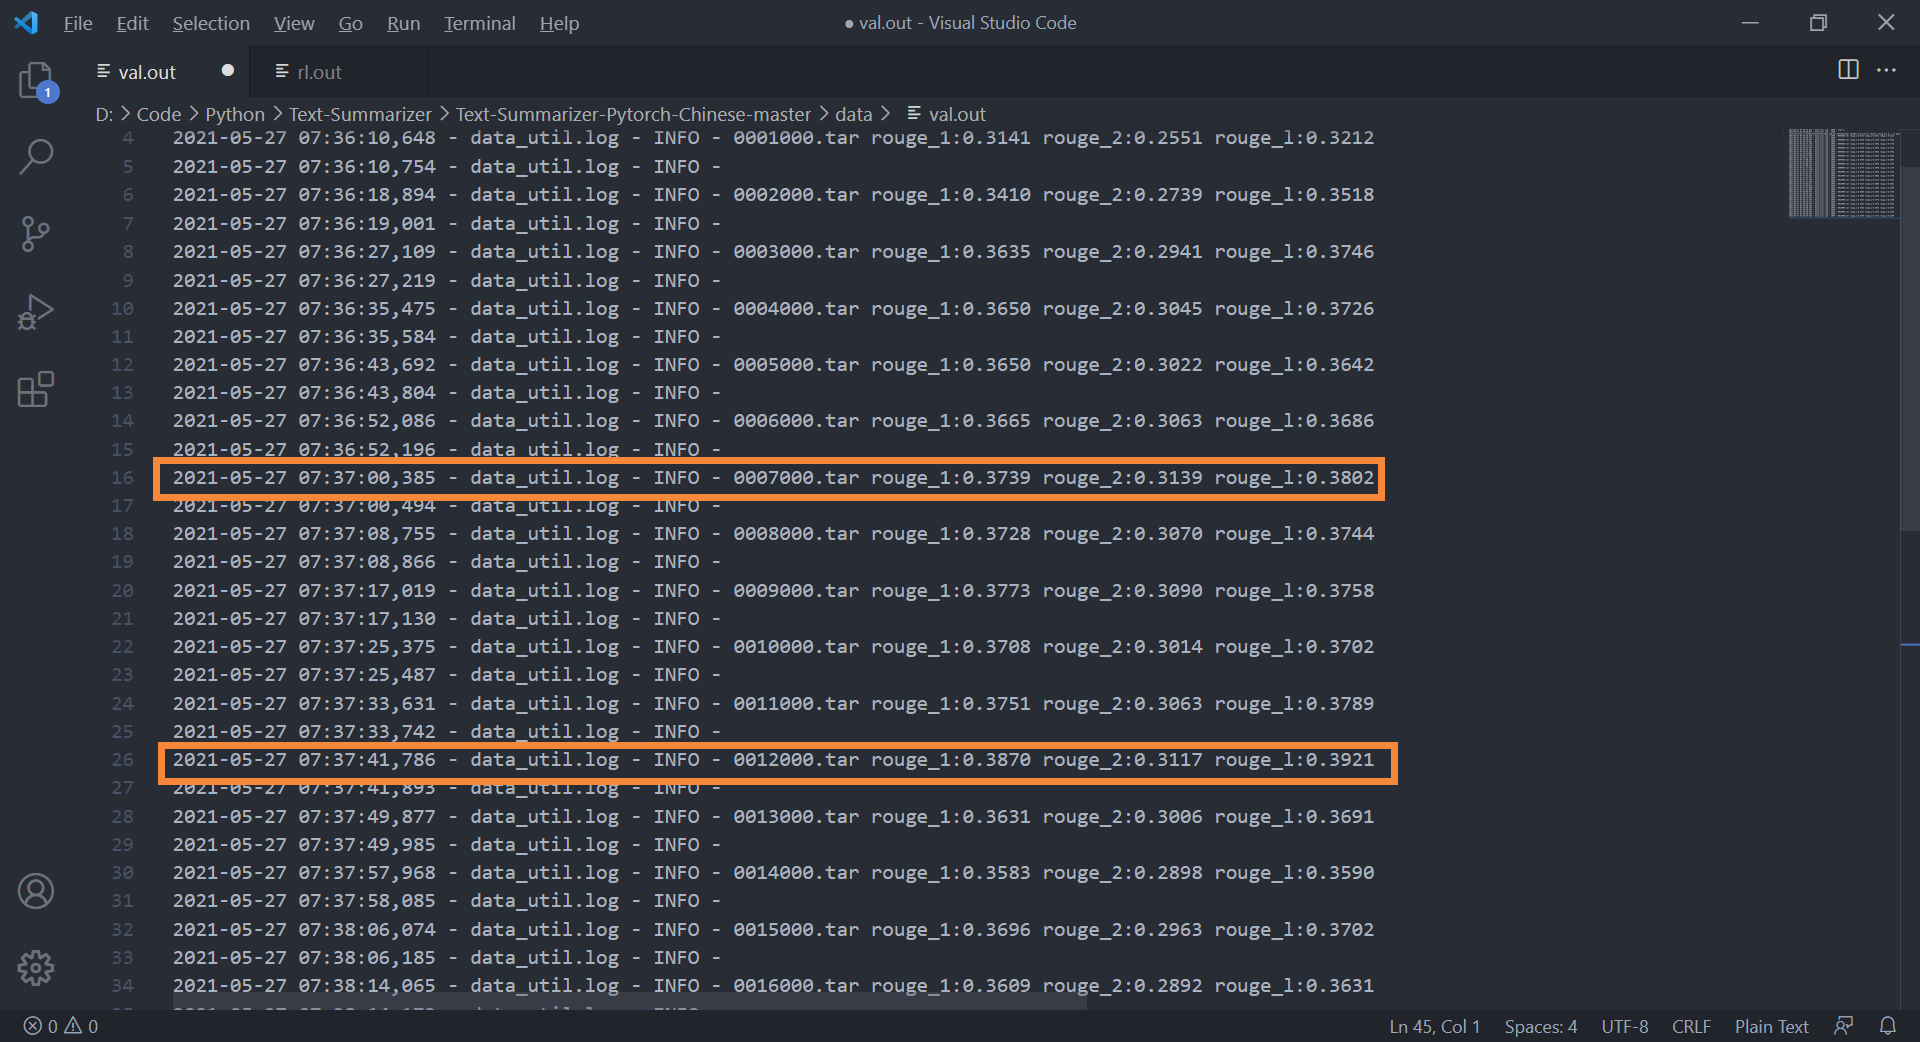 File Edit Selection View Go Run Terminal Help ● val.out - Visual Studio Code
val.out ● rl.out
1
D: > Code > Python > Text-Summarizer > Text-Summarizer-Pytorch-Chinese-master > data > val.out
4 2021-05-27 07:36:10,648 - data_util.log - INFO - 0001000.tar rouge_1:0.3141 rouge_2:0.2551 rouge_l:0.3212
5 2021-05-27 07:36:10,754 - data_util.log - INFO -
6 2021-05-27 07:36:18,894 - data_util.log - INFO - 0002000.tar rouge_1:0.3410 rouge_2:0.2739 rouge_l:0.3518
7 2021-05-27 07:36:19,001 - data_util.log - INFO -
8 2021-05-27 07:36:27,109 - data_util.log - INFO - 0003000.tar rouge_1:0.3635 rouge_2:0.2941 rouge_l:0.3746
9 2021-05-27 07:36:27,219 - data_util.log - INFO -
10 2021-05-27 07:36:35,475 - data_util.log - INFO - 0004000.tar rouge_1:0.3650 rouge_2:0.3045 rouge_l:0.3726
11 2021-05-27 07:36:35,584 - data_util.log - INFO -
12 2021-05-27 07:36:43,692 - data_util.log - INFO - 0005000.tar rouge_1:0.3650 rouge_2:0.3022 rouge_l:0.3642
13 2021-05-27 07:36:43,804 - data_util.log - INFO -
14 2021-05-27 07:36:52,086 - data_util.log - INFO - 0006000.tar rouge_1:0.3665 rouge_2:0.3063 rouge_l:0.3686
15 2021-05-27 07:36:52,196 - data_util.log - INFO -
16 2021-05-27 07:37:00,385 - data_util.log - INFO - 0007000.tar rouge_1:0.3739 rouge_2:0.3139 rouge_l:0.3802
17 2021-05-27 07:37:00,494 - data_util.log - INFO -
18 2021-05-27 07:37:08,755 - data_util.log - INFO - 0008000.tar rouge_1:0.3728 rouge_2:0.3070 rouge_l:0.3744
19 2021-05-27 07:37:08,866 - data_util.log - INFO -
20 2021-05-27 07:37:17,019 - data_util.log - INFO - 0009000.tar rouge_1:0.3773 rouge_2:0.3090 rouge_l:0.3758
21 2021-05-27 07:37:17,130 - data_util.log - INFO -
22 2021-05-27 07:37:25,375 - data_util.log - INFO - 0010000.tar rouge_1:0.3708 rouge_2:0.3014 rouge_l:0.3702
23 2021-05-27 07:37:25,487 - data_util.log - INFO -
24 2021-05-27 07:37:33,631 - data_util.log - INFO - 0011000.tar rouge_1:0.3751 rouge_2:0.3063 rouge_l:0.3789
25 2021-05-27 07:37:33,742 - data_util.log - INFO -
26 2021-05-27 07:37:41,786 - data_util.log - INFO - 0012000.tar rouge_1:0.3870 rouge_2:0.3117 rouge_l:0.3921
27 2021-05-27 07:37:41,893 - data_util.log - INFO -
28 2021-05-27 07:37:49,877 - data_util.log - INFO - 0013000.tar rouge_1:0.3631 rouge_2:0.3006 rouge_l:0.3691
29 2021-05-27 07:37:49,985 - data_util.log - INFO -
30 2021-05-27 07:37:57,968 - data_util.log - INFO - 0014000.tar rouge_1:0.3583 rouge_2:0.2898 rouge_l:0.3590
31 2021-05-27 07:37:58,085 - data_util.log - INFO -
32 2021-05-27 07:38:06,074 - data_util.log - INFO - 0015000.tar rouge_1:0.3696 rouge_2:0.2963 rouge_l:0.3702
33 2021-05-27 07:38:06,185 - data_util.log - INFO -
34 2021-05-27 07:38:14,065 - data_util.log - INFO - 0016000.tar rouge_1:0.3609 rouge_2:0.2892 rouge_l:0.3631
0 0 Ln 45, Col 1 Spaces: 4 UTF-8 CRLF Plain Text